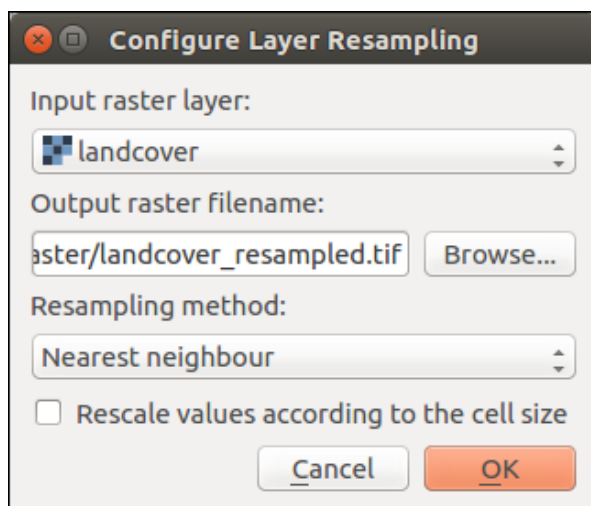 Configure Layer Resampling
Input raster layer:
landcover
Output raster filename:
aster/landcover_resampled.tif
Browse...
Resampling method:
Nearest neighbour
Rescale values according to the cell size
Cancel
OK